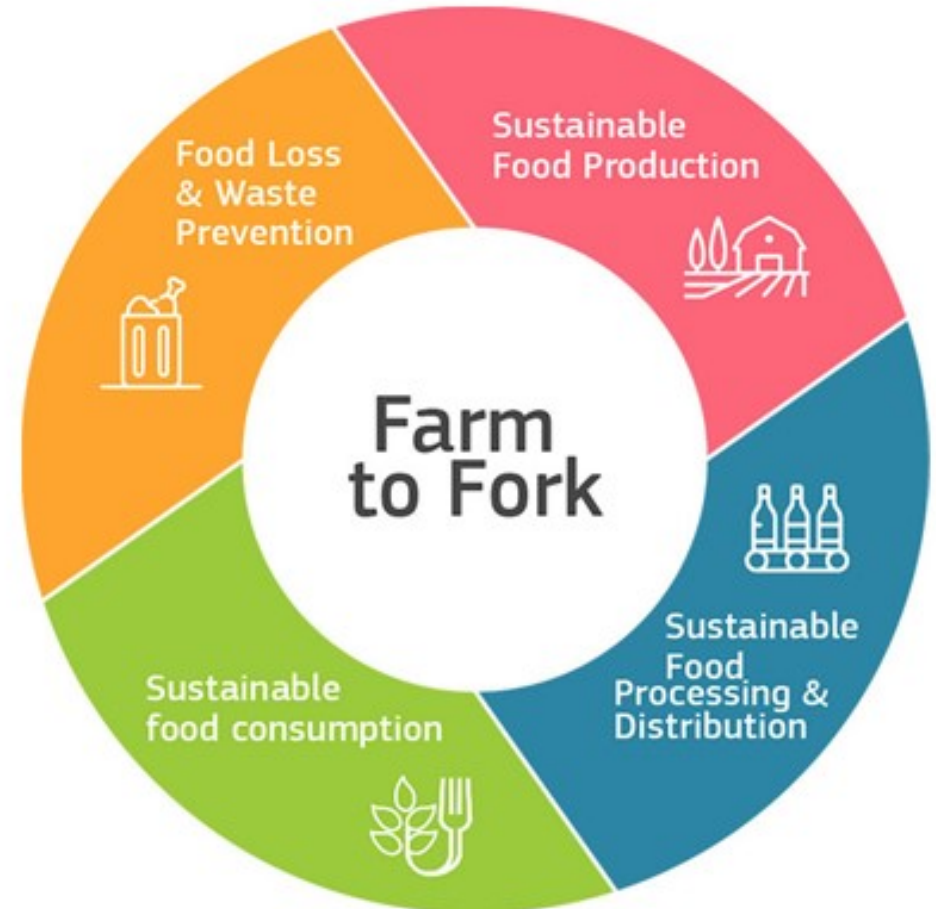 Sustainable
Food Production
Food Loss
& Waste
Prevention
Farm
to Fork
Sustainable
Food
Processing &
Distribution
Sustainable
food consumption